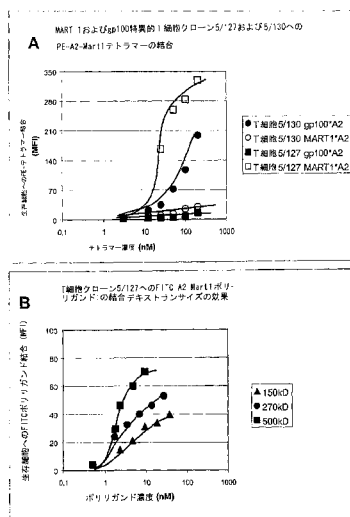 A
MART 1およびgp100特異的T細胞クローン5/127および5/130への
PE-A2-Mart1テトラマーの結合
生存細胞へのPE-テトラマー結合
(MFI)
350
280
210
140
70
0
0,1
1
10
100
1000
テトラマー濃度 (nM)
T細胞5/130 gp100*A2
T細胞5/130 MART1*A2
T細胞5/127 gp100*A2
T細胞5/127 MART1*A2
B
T細胞クローン5/127へのFITC A2 Mart1ポリ-
リガンド:の結合デキストランサイズの効果
生存細胞へのFITCポリリガンド結合 (MFI)
100
80
60
40
20
0
0,1
1
10
100
1000
ポリリガンド濃度 (nM)
150kD
270kD
500kD